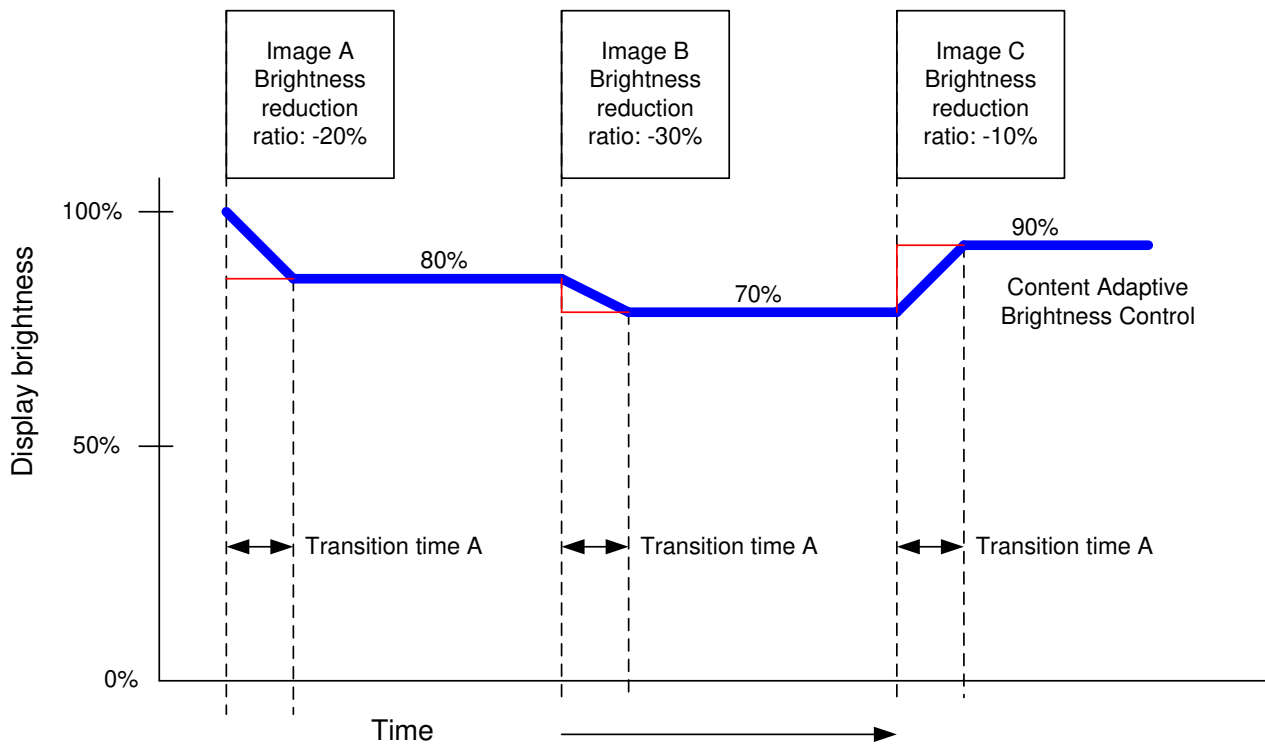 Image A
Brightness
reduction
ratio: -20%
Image B
Brightness
reduction
ratio: -30%
Image C
Brightness
reduction
ratio: -10%
100%
80%
70%
90%
Content Adaptive
Brightness Control
Display brightness
50%
Transition time A
Transition time A
Transition time A
0%
Time